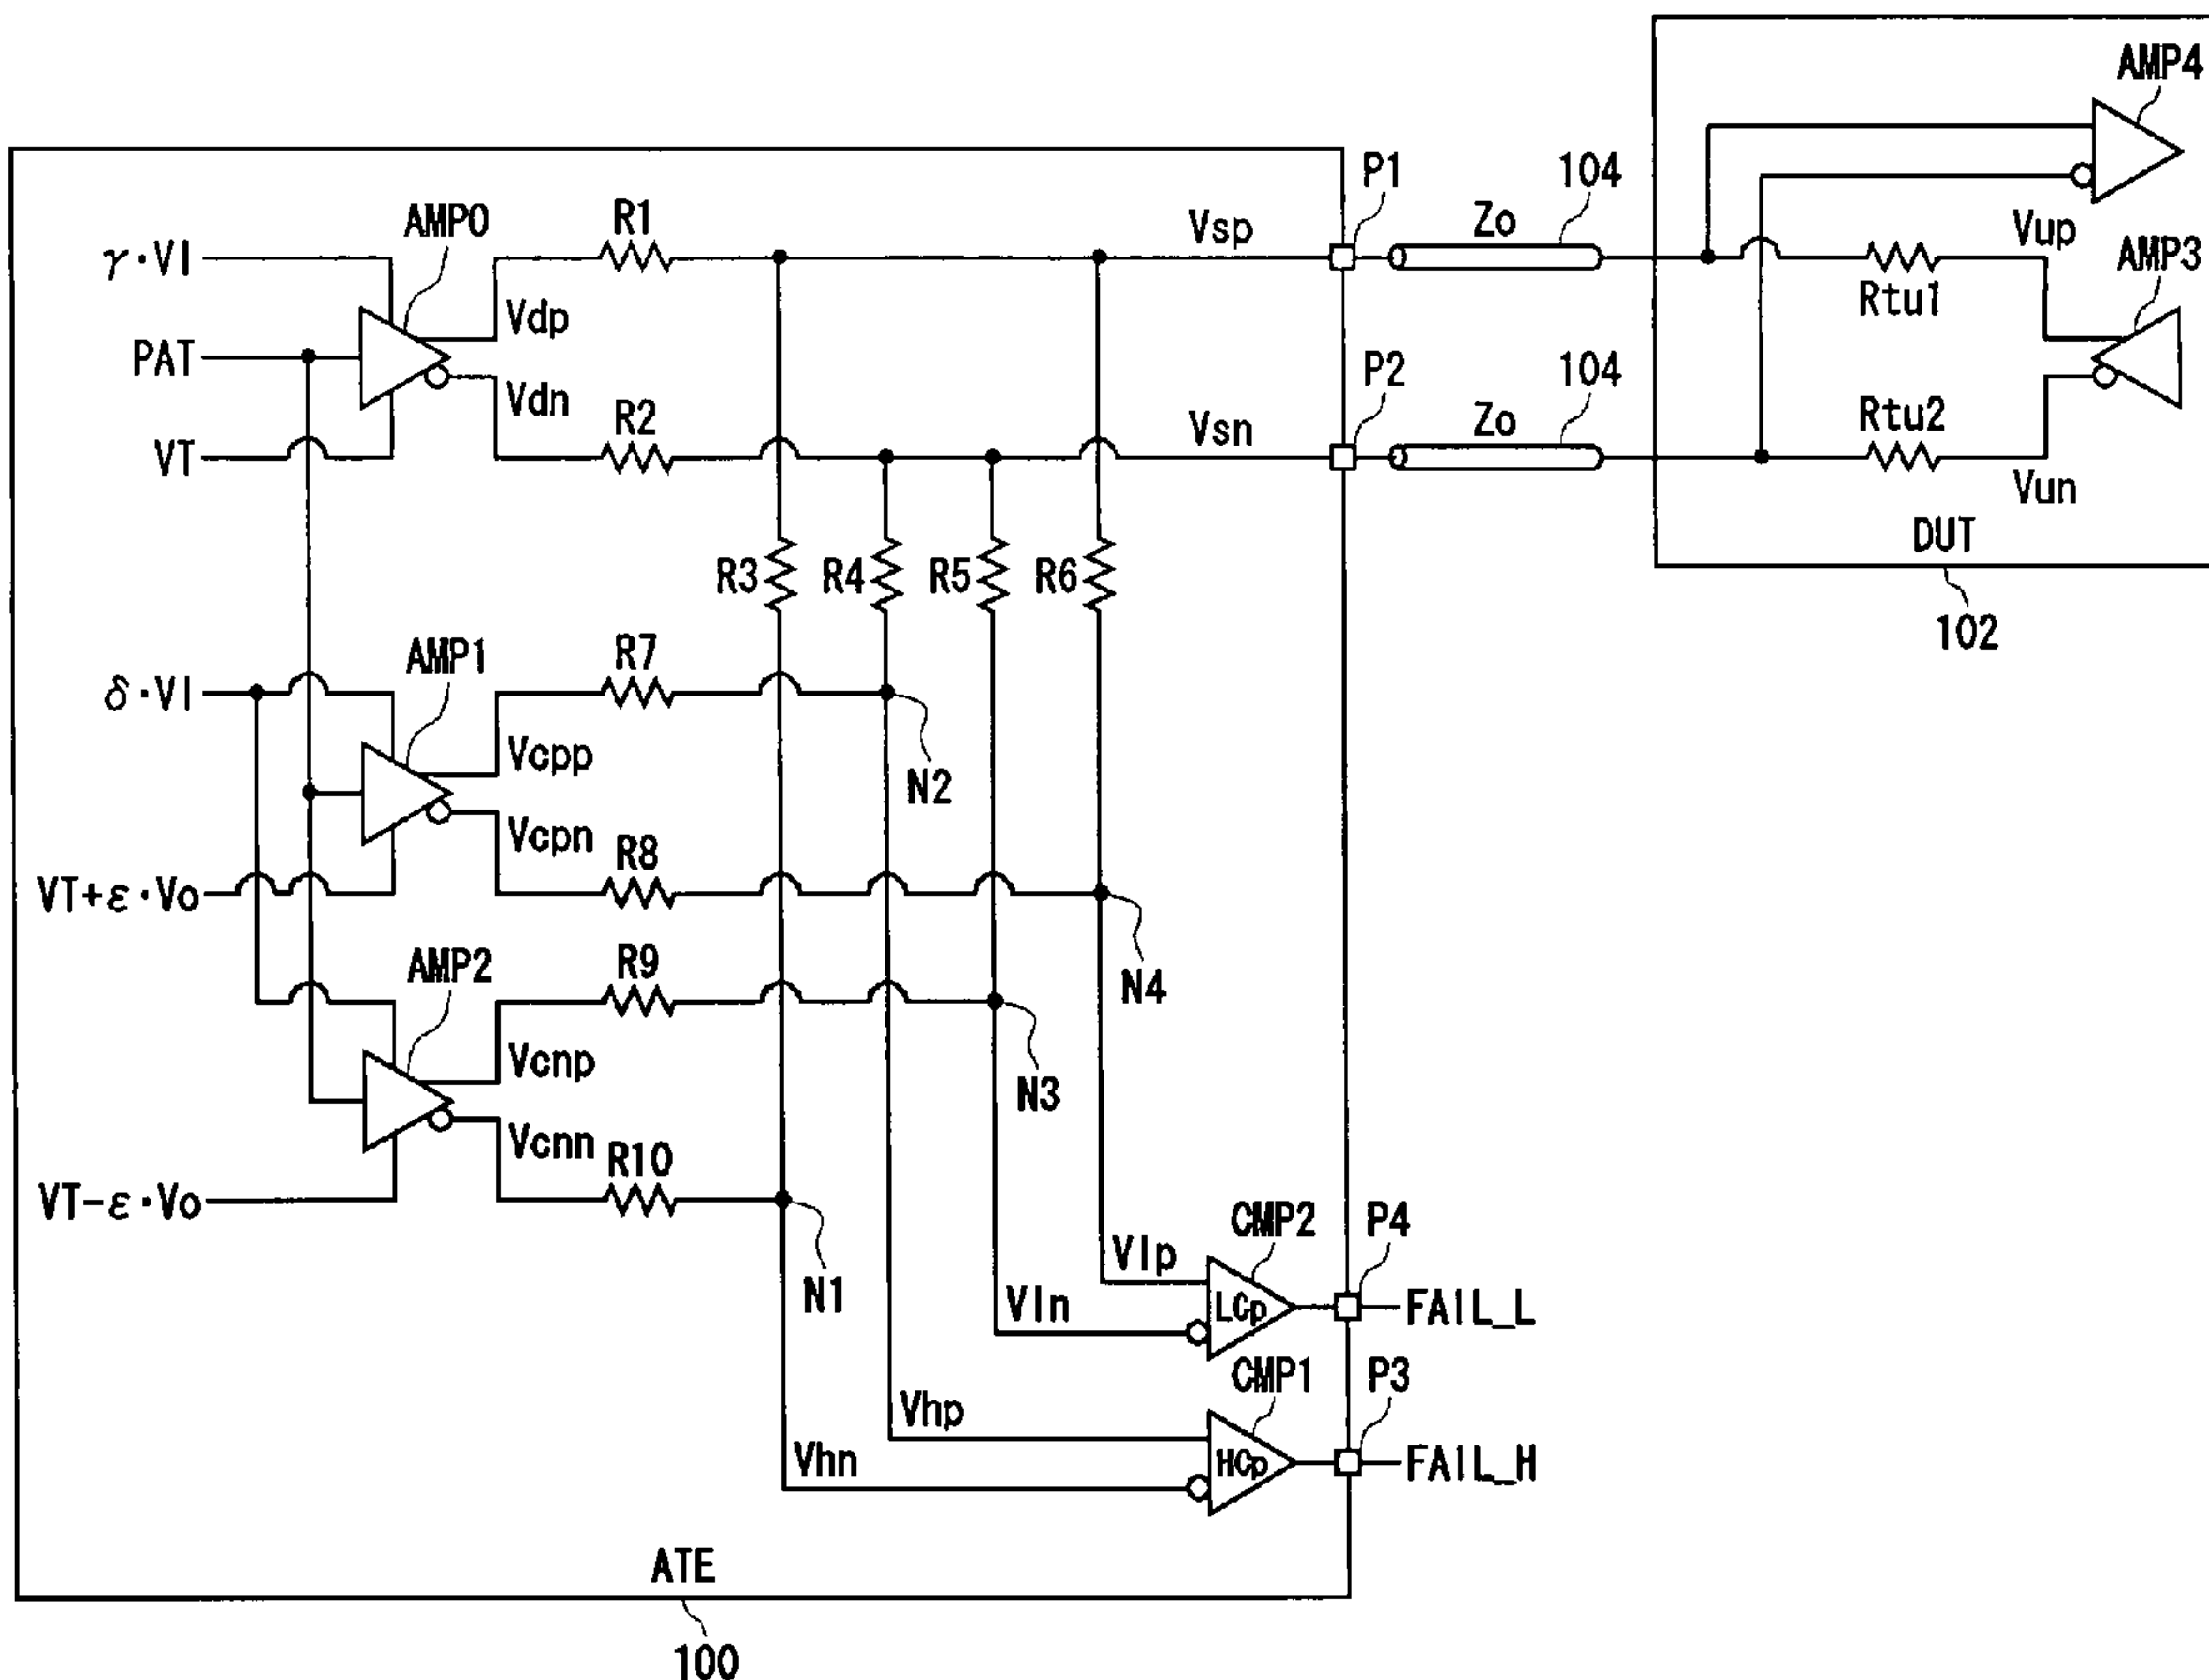 AMP4
P1
104
AMP0
R1
Vsp
Zo
Vup
AMP3
γ·VI
Vdp
Rtu1
PAT
P2
104
Vdn
R2
Vsn
Zo
Rtu2
VT
Vun
DUT
102
R3
R4
R5
R6
AMP1
R7
δ·VI
Vcpp
N2
Vcpn
R8
VT+ε·Vo
AMP2
R9
N4
Vcnp
N3
Vcnn
R10
VT-ε·Vo
CMP2
P4
N1
Vlp
Vln
LCp
FAIL_L
CMP1
P3
Vhp
Vhn
HCp
FAIL_H
ATE
100